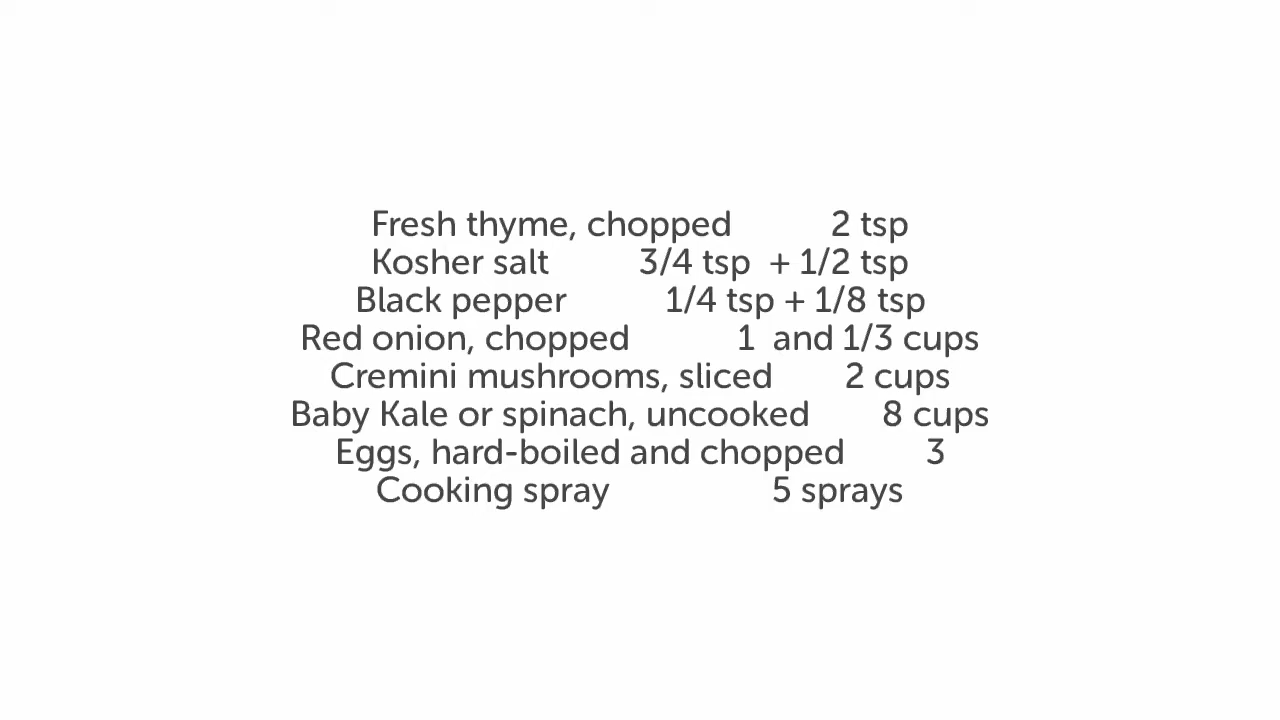 Fresh thyme, chopped 2 tsp
Kosher salt 3/4 tsp + 1/2 tsp
Black pepper 1/4 tsp + 1/8 tsp
Red onion, chopped 1 and 1/3 cups
Cremini mushrooms, sliced 2 cups
Baby Kale or spinach, uncooked 8 cups
Eggs, hard-boiled and chopped 3
Cooking spray 5 sprays